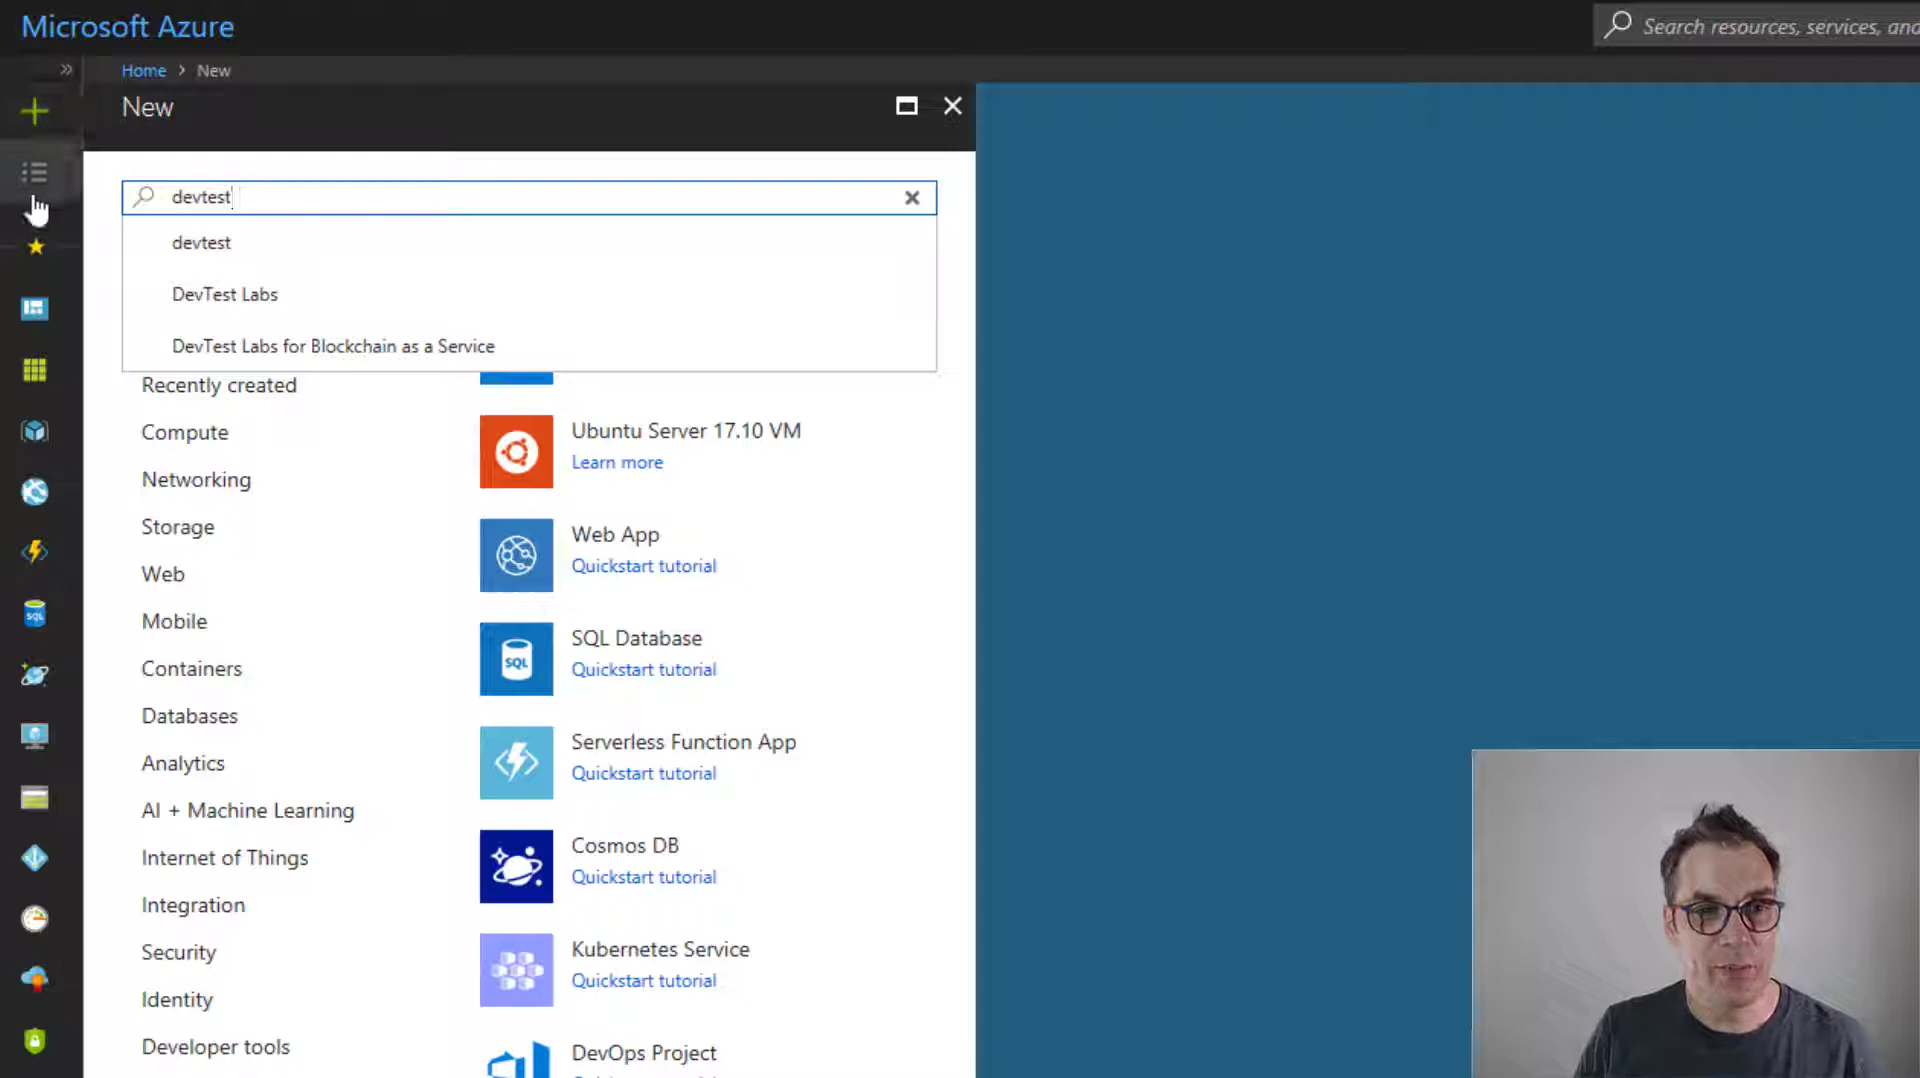 Microsoft Azure
Search resources, services, and
Home > New
New
devtest
devtest
DevTest Labs
DevTest Labs for Blockchain as a Service
Recently created
Compute
Networking
Storage
Web
Mobile
Containers
Databases
Analytics
AI + Machine Learning
Internet of Things
Integration
Security
Identity
Developer tools
Ubuntu Server 17.10 VM
Learn more
Web App
Quickstart tutorial
SQL
SQL Database
Quickstart tutorial
Serverless Function App
Quickstart tutorial
Cosmos DB
Quickstart tutorial
Kubernetes Service
Quickstart tutorial
DevOps Project
SQL